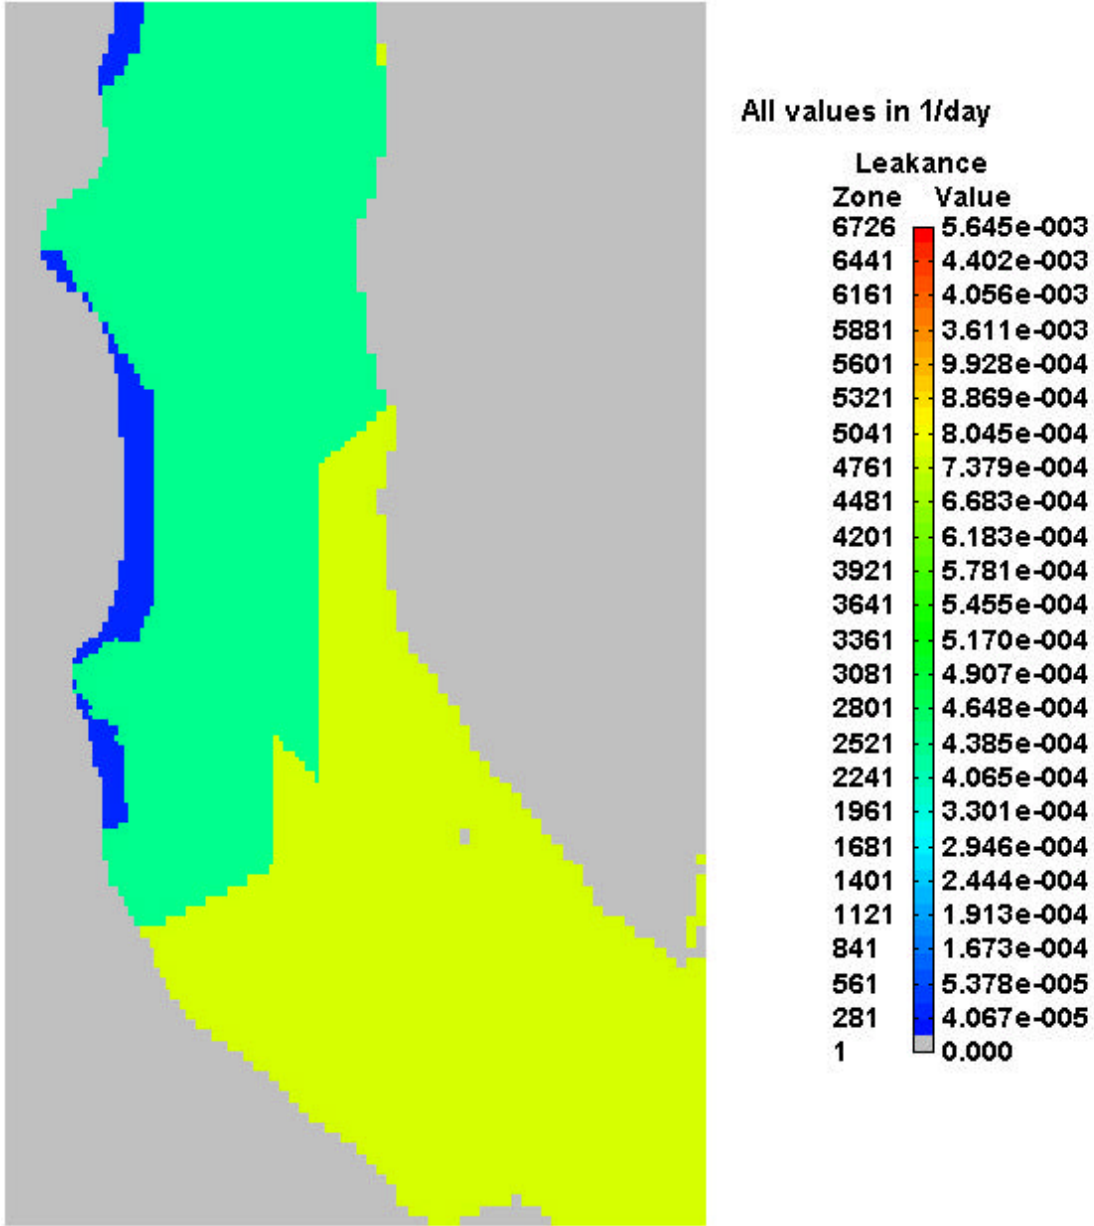 All values in 1/day
Leakance
Zone Value
6726 5.645e-003
6441 4.402e-003
6161 4.056e-003
5881 3.611e-003
5601 9.928e-004
5321 8.869e-004
5041 8.045e-004
4761 7.379e-004
4481 6.683e-004
4201 6.183e-004
3921 5.781e-004
3641 5.455e-004
3361 5.170e-004
3081 4.907e-004
2801 4.648e-004
2521 4.385e-004
2241 4.065e-004
1961 3.301e-004
1681 2.946e-004
1401 2.444e-004
1121 1.913e-004
841 1.673e-004
561 5.378e-005
281 4.067e-005
1 0.000